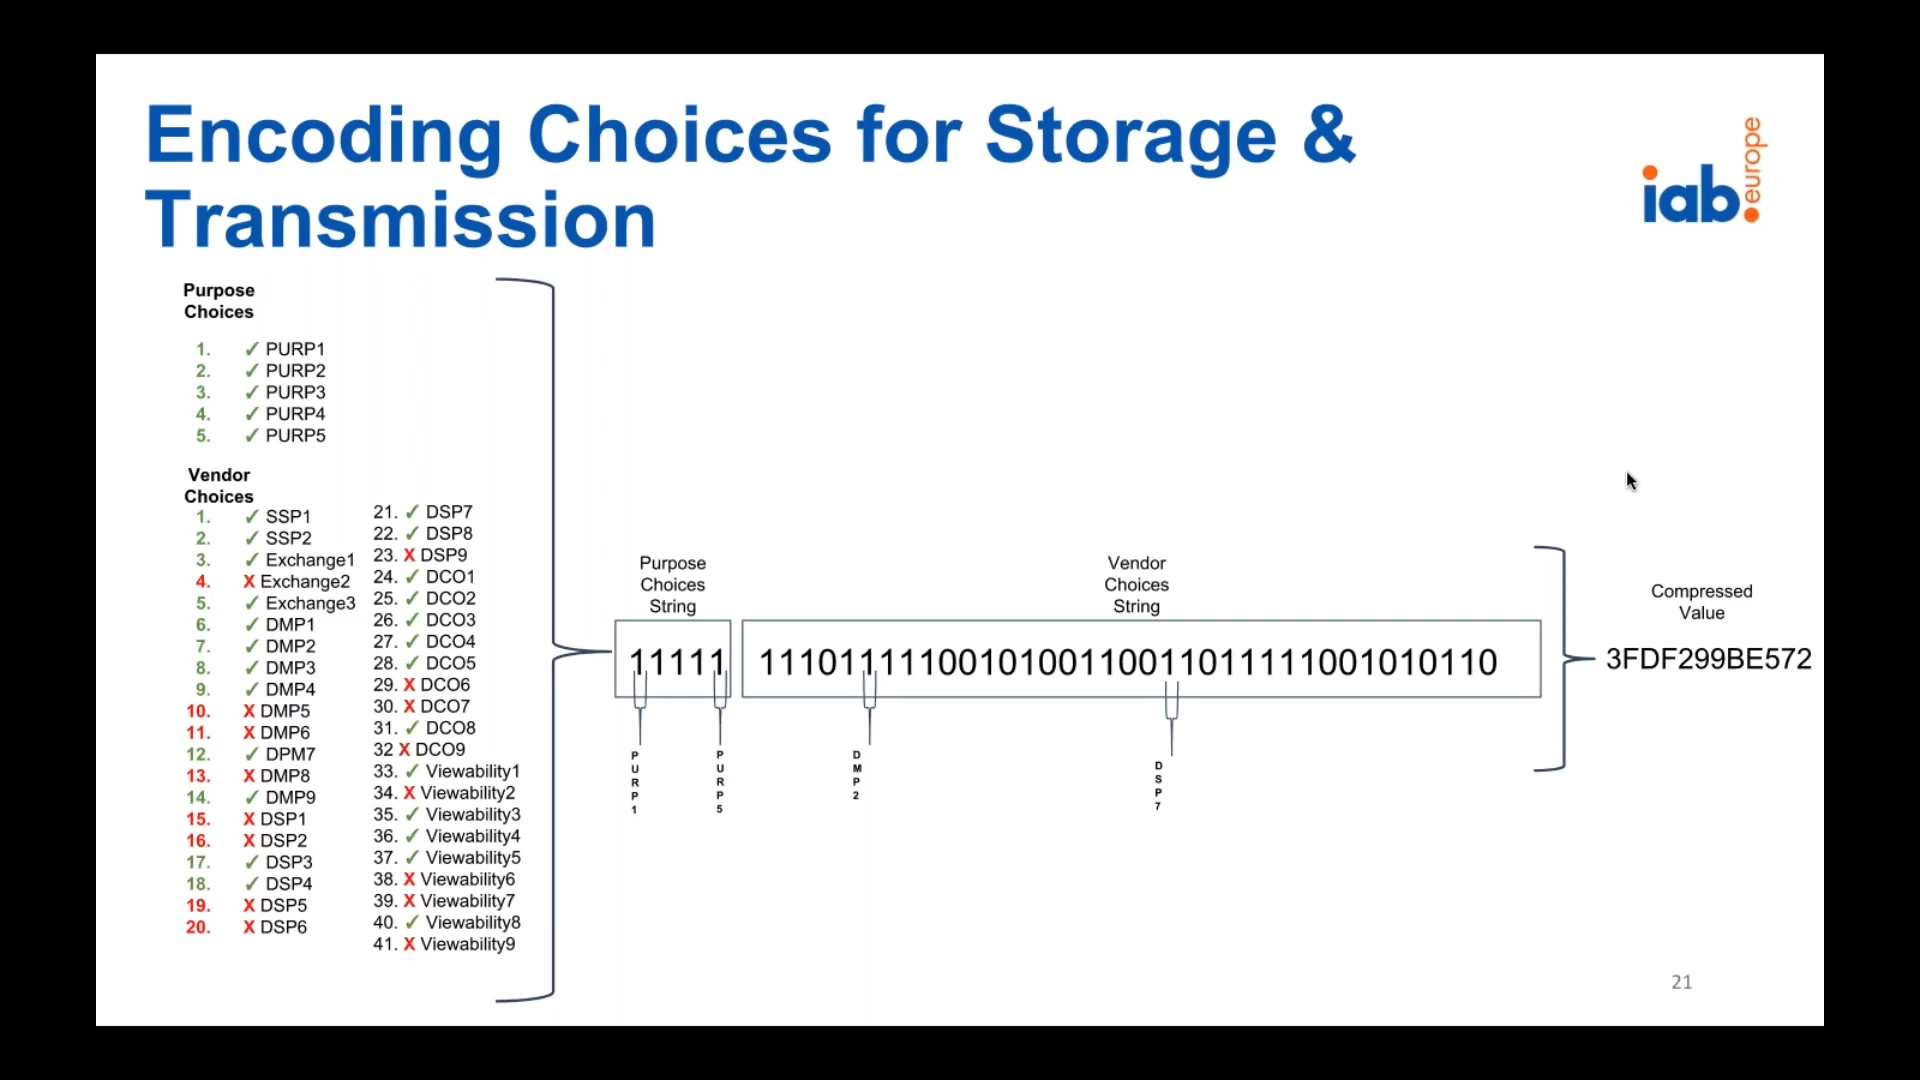 Encoding Choices for Storage &
Transmission
iab.europe
Purpose
Choices
1. ✓ PURP1
2. ✓ PURP2
3. ✓ PURP3
4. ✓ PURP4
5. ✓ PURP5
Vendor
Choices
1. ✓ SSP1
2. ✓ SSP2
3. ✓ Exchange1
4. X Exchange2
5. ✓ Exchange3
6. ✓ DMP1
7. ✓ DMP2
8. ✓ DMP3
9. ✓ DMP4
10. X DMP5
11. X DMP6
12. ✓ DPM7
13. X DMP8
14. ✓ DMP9
15. X DSP1
16. X DSP2
17. ✓ DSP3
18. ✓ DSP4
19. X DSP5
20. X DSP6
21. ✓ DSP7
22. ✓ DSP8
23. X DSP9
24. ✓ DCO1
25. ✓ DCO2
26. ✓ DCO3
27. ✓ DCO4
28. ✓ DCO5
29. X DCO6
30. X DCO7
31. ✓ DCO8
32 X DCO9
33. ✓ Viewability1
34. X Viewability2
35. ✓ Viewability3
36. ✓ Viewability4
37. ✓ Viewability5
38. X Viewability6
39. X Viewability7
40. ✓ Viewability8
41. X Viewability9
Purpose
Choices
String
11111
PURP1
PURP5
Vendor
Choices
String
1110111110010100110011011111001010110
DMP2
DSP7
Compressed
Value
3FDF299BE572
21